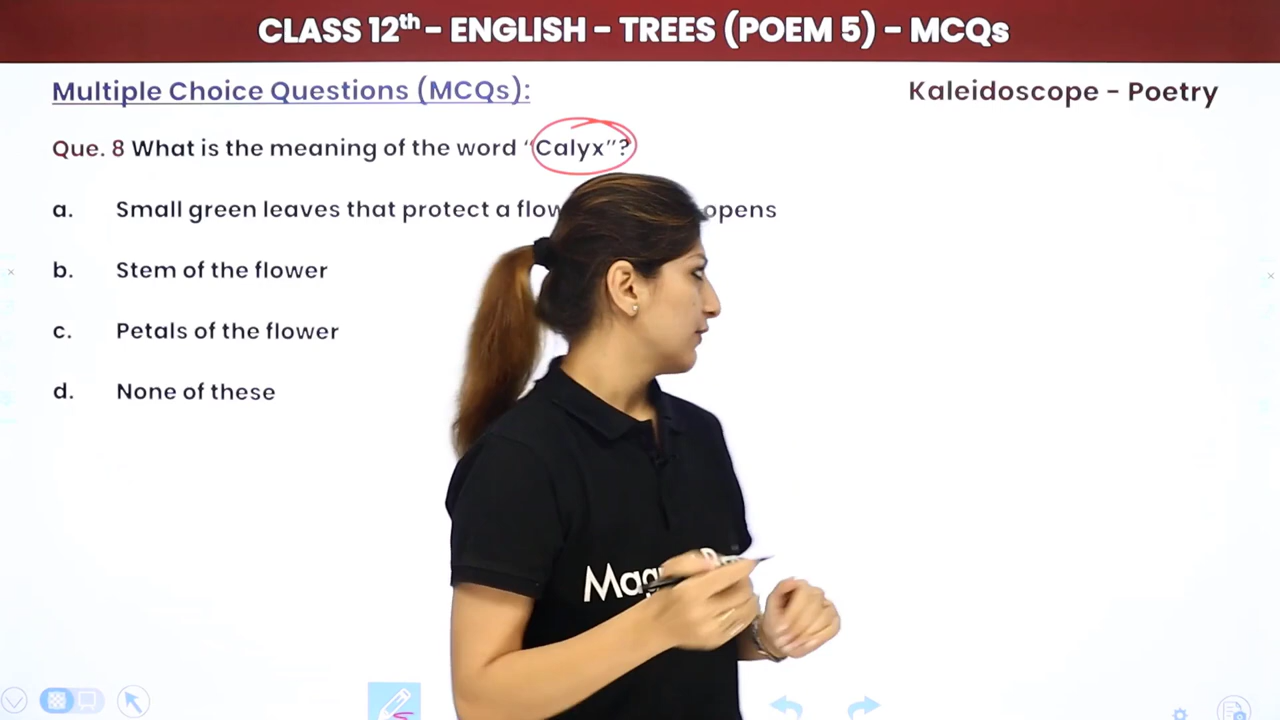 CLASS 12th - ENGLISH - TREES (POEM 5) - MCQs
Multiple Choice Questions (MCQs):
Kaleidoscope - Poetry
Que. 8 What is the meaning of the word "Calyx"?
a. Small green leaves that protect a opens
b. Stem of the flower
c. Petals of the flower
d. None of these